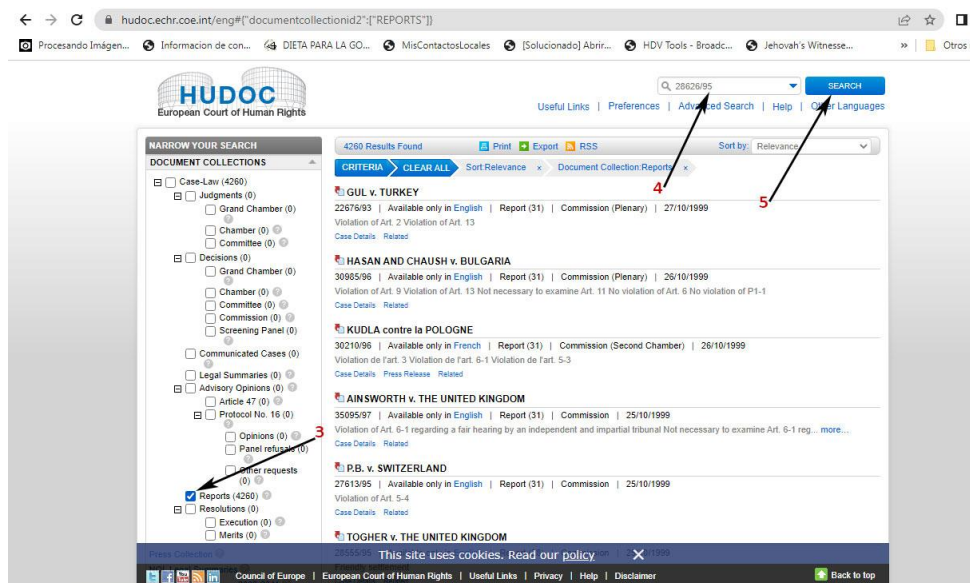 hudoc.echr.coe.int/eng#{"documentcollectionid2":["REPORTS"]}
Procesando Imágen... Informacion de con... DIETA PARA LA GO... MisContactosLocales [Solucionado] Abrir... HDV Tools - Broadc... Jehovah's Witnesse... » Otros
HUDOC
European Court of Human Rights
28626/95 SEARCH
Useful Links | Preferences | Advanced Search | Help | Other Languages
NARROW YOUR SEARCH
DOCUMENT COLLECTIONS
Case-Law (4260)
Judgments (0)
Grand Chamber (0)
Chamber (0)
Committee (0)
Decisions (0)
Grand Chamber (0)
Chamber (0)
Committee (0)
Commission (0)
Screening Panel (0)
Communicated Cases (0)
Legal Summaries (0)
Advisory Opinions (0)
Article 47 (0)
Protocol No. 16 (0)
Opinions (0)
Panel refusals (0)
Other requests
(0)
Reports (4260)
Resolutions (0)
Execution (0)
Merits (0)
Press Collection
3
4260 Results Found Print Export RSS Sort by: Relevance
CRITERIA CLEAR ALL Sort Relevance × Document Collection:Reports ×
4
5
GUL v. TURKEY
22676/93 | Available only in English | Report (31) | Commission (Plenary) | 27/10/1999
Violation of Art. 2 Violation of Art. 13
Case Details Related
HASAN AND CHAUSH v. BULGARIA
30985/96 | Available only in English | Report (31) | Commission (Plenary) | 26/10/1999
Violation of Art. 9 Violation of Art. 13 Not necessary to examine Art. 11 No violation of Art. 6 No violation of P1-1
Case Details Related
KUDLA contre la POLOGNE
30210/96 | Available only in French | Report (31) | Commission (Second Chamber) | 26/10/1999
Violation de l'art. 3 Violation de l'art. 6-1 Violation de l'art. 5-3
Case Details Press Release Related
AINSWORTH v. THE UNITED KINGDOM
35095/97 | Available only in English | Report (31) | Commission | 25/10/1999
Violation of Art. 6-1 regarding a fair hearing by an independent and impartial tribunal Not necessary to examine Art. 6-1 reg... more...
Case Details Related
P.B. v. SWITZERLAND
27613/95 | Available only in English | Report (31) | Commission | 25/10/1999
Violation of Art. 5-4
Case Details Related
TOGHER v. THE UNITED KINGDOM
This site uses cookies. Read our policy X
Council of Europe | European Court of Human Rights | Useful Links | Privacy | Help | Disclaimer Back to top